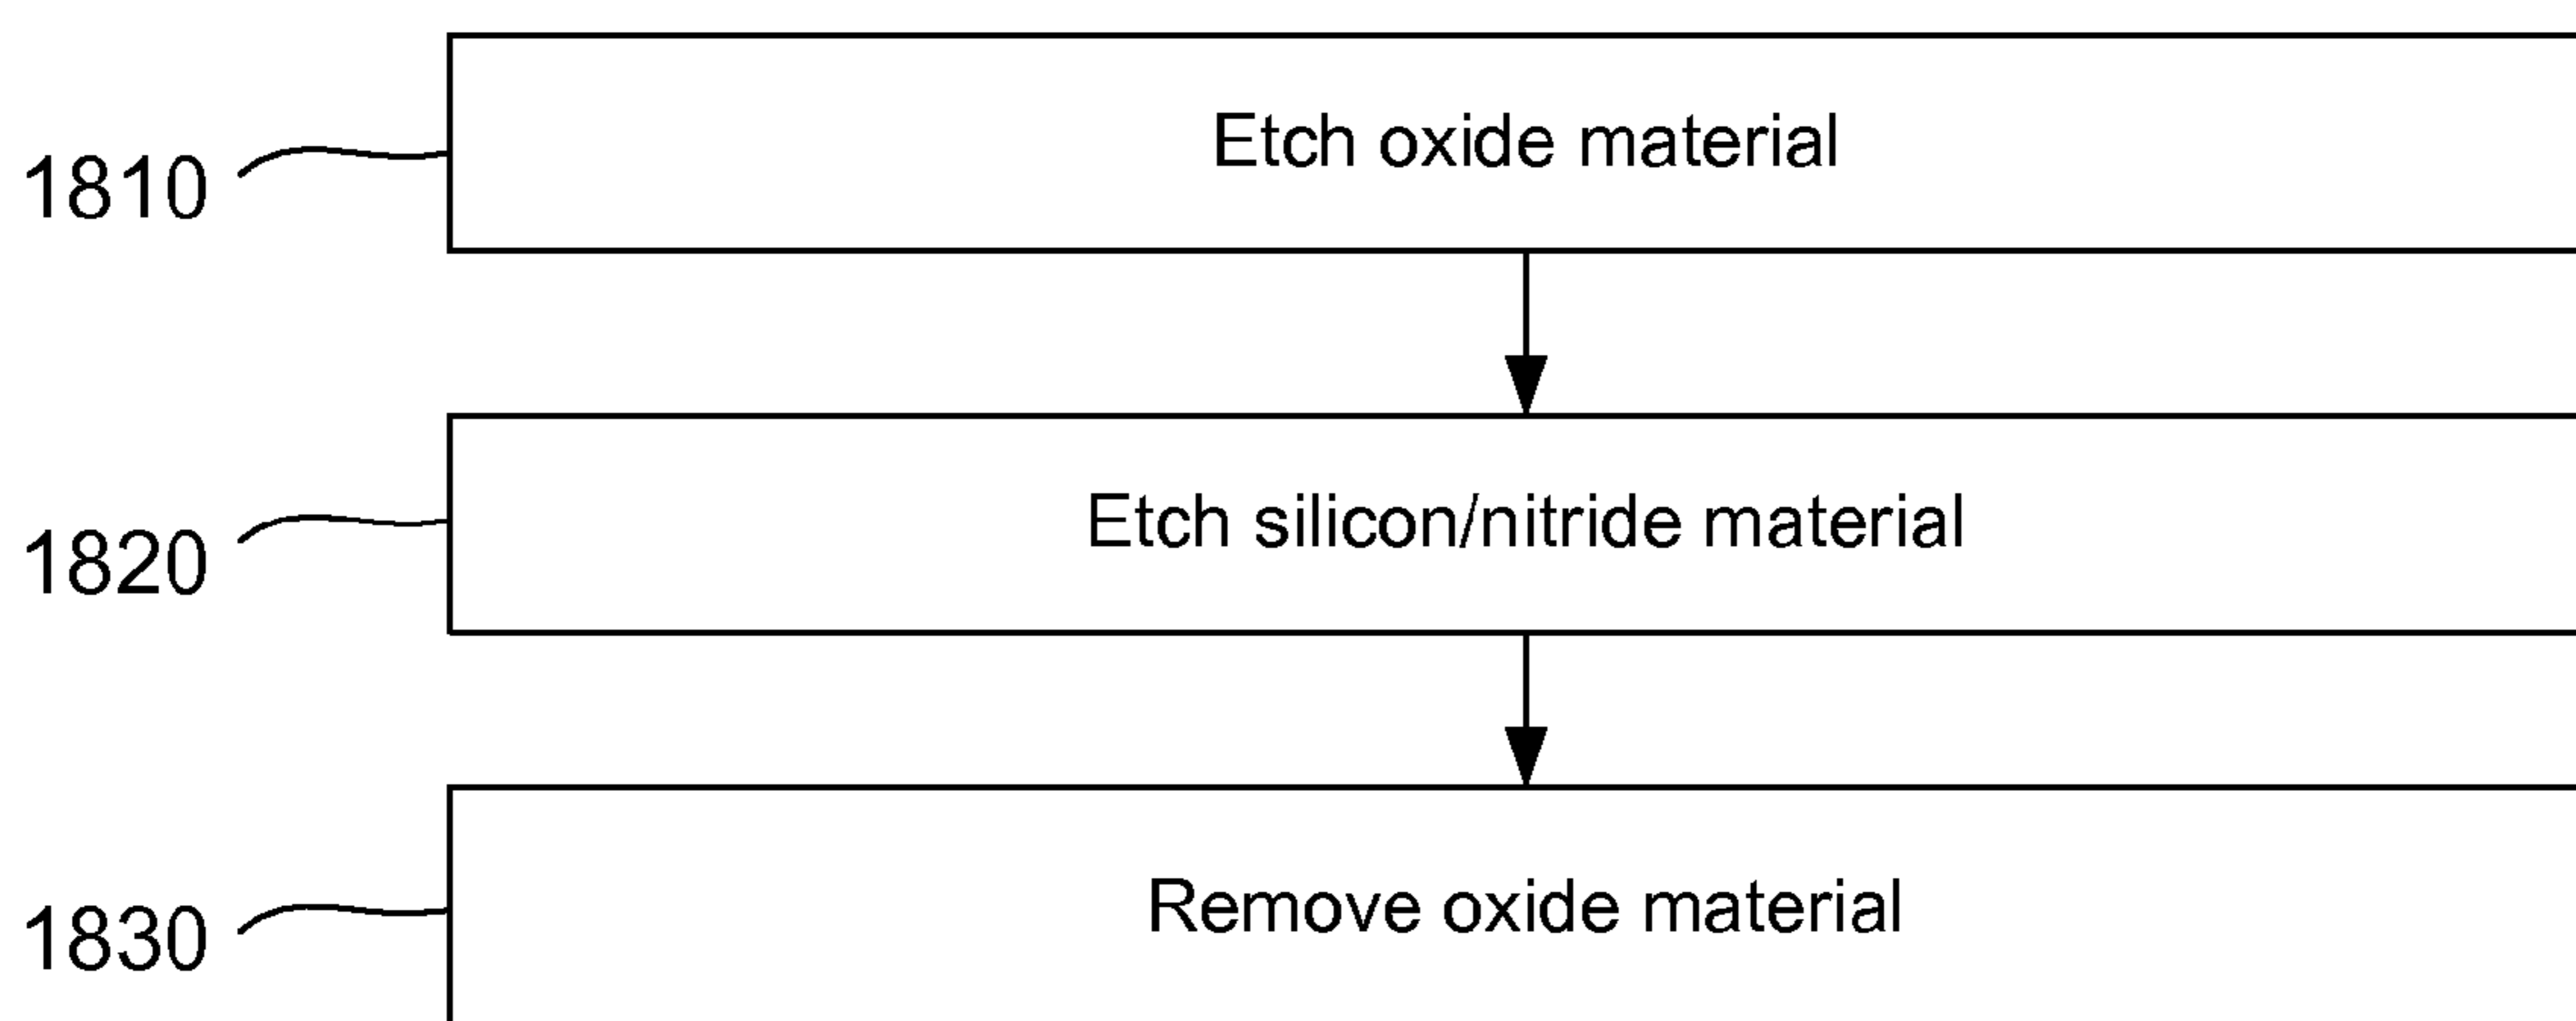 1810
Etch oxide material
1820
Etch silicon/nitride material
1830
Remove oxide material